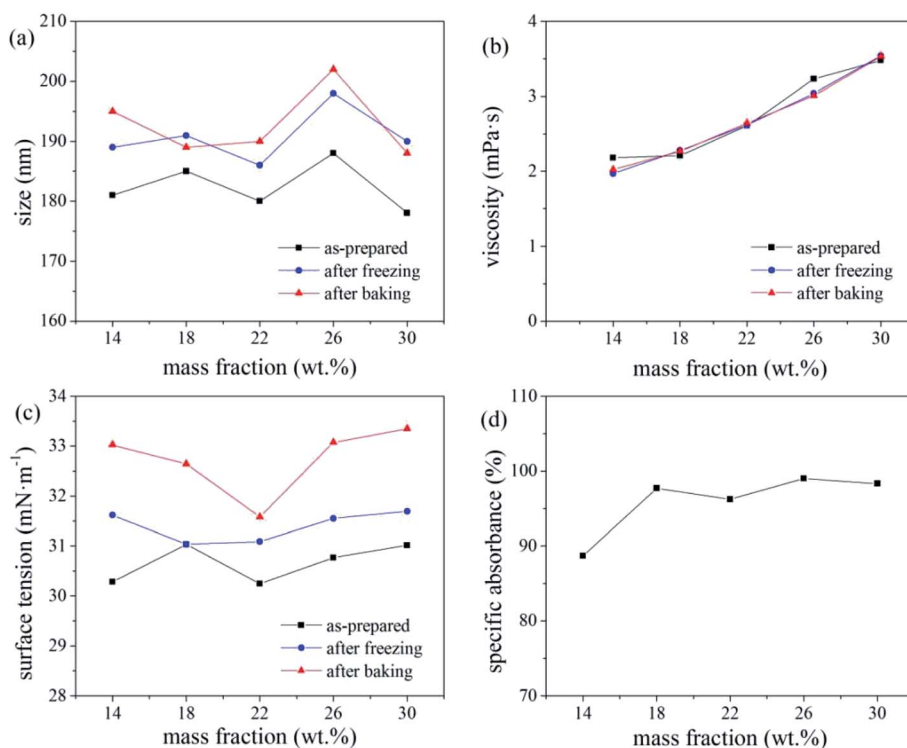 (a)
210
200
190
180
170
160
size (nm)
as-prepared
after freezing
after baking
14 18 22 26 30
mass fraction (wt.%)
(b)
4
3
2
1
0
viscosity (mPa·s)
as-prepared
after freezing
after baking
14 18 22 26 30
mass fraction (wt.%)
(c)
34
33
32
31
30
29
28
surface tension (mN·m⁻¹)
as-prepared
after freezing
after baking
14 18 22 26 30
mass fraction (wt.%)
(d)
110
100
90
80
70
specific absorbance (%)
14 18 22 26 30
mass fraction (wt.%)